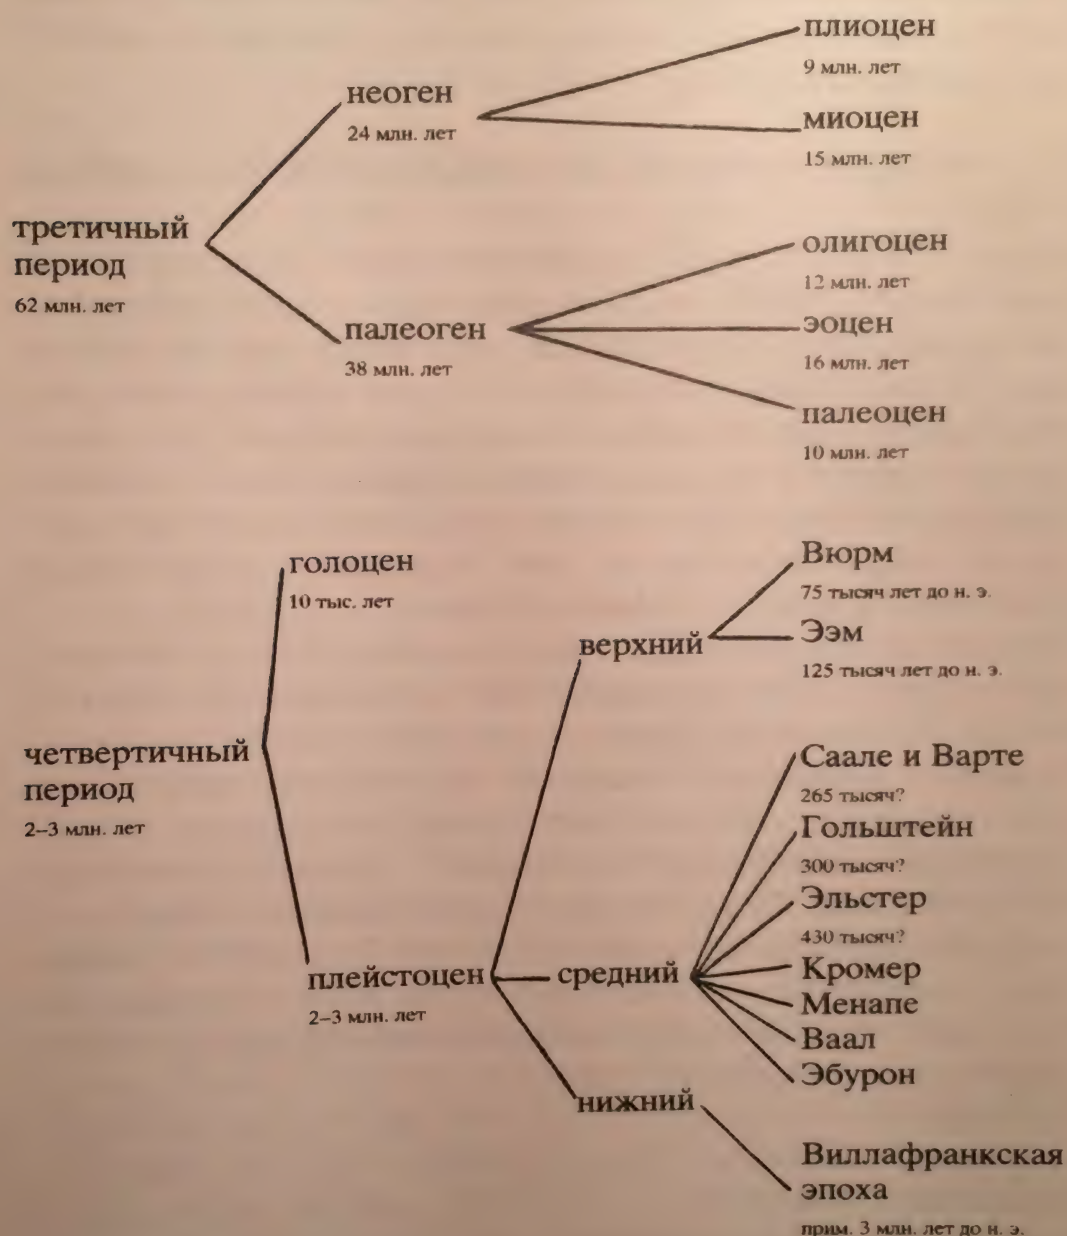 плиоцен
9 млн. лет
неоген
24 млн. лет
миоцен
15 млн. лет
третичный
период
62 млн. лет
олигоцен
12 млн. лет
палеоген
38 млн. лет
эоцен
16 млн. лет
палеоцен
10 млн. лет
голоцен
10 тыс. лет
Вюрм
75 тысяч лет до н. э.
верхний
Ээм
125 тысяч лет до н. э.
четвертичный
период
2–3 млн. лет
Саале и Варте
265 тысяч?
Гольштейн
300 тысяч?
Эльстер
430 тысяч?
плейстоцен
2–3 млн. лет
средний
Кромер
Менапе
Ваал
Эбурон
нижний
Виллафранкская
эпоха
прим. 3 млн. лет до н. э.